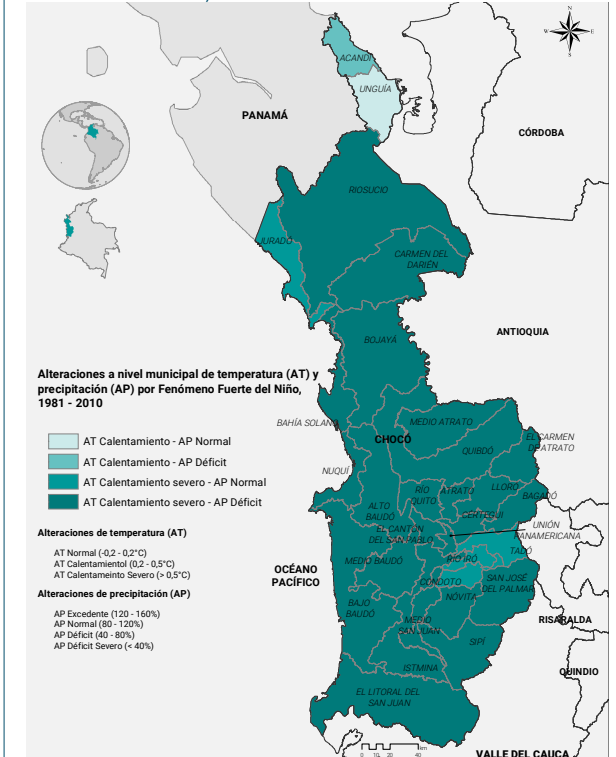 N
W
E
S
ACANDÍ
UNGUÍA
PANAMÁ
CÓRDOBA
RIOSUCIO
JURADÓ
CARMEN DEL
DARIÉN
ANTIOQUIA
BOJAYÁ
Alteraciones a nivel municipal de temperatura (AT) y
precipitación (AP) por Fenómeno Fuerte del Niño,
1981 - 2010
AT Calentamiento - AP Normal
AT Calentamiento - AP Déficit
AT Calentamiento severo - AP Normal
AT Calentamiento severo - AP Déficit
Alteraciones de temperatura (AT)
AT Normal (-0,2 - 0,2°C)
AT Calentamientol (0,2 - 0,5°C)
AT Calentameinto Severo (> 0,5°C)
Alteraciones de precipitación (AP)
AP Excedente (120 - 160%)
AP Normal (80 - 120%)
AP Déficit (40 - 80%)
AP Déficit Severo (< 40%)
BAHÍA SOLANO
MEDIO ATRATO
CHOCÓ
QUIBDÓ
EL CARMEN
DE ATRATO
NUQUÍ
RÍO
QUITO
ATRATO
LLORÓ
BAGADÓ
ALTO
BAUDÓ
CÉRTEGUI
EL CANTÓN
DEL SAN PABLO
UNIÓN
PANAMERICANA
TADÓ
OCÉANO
PACÍFICO
MEDIO BAUDÓ
RÍO IRÓ
CONDOTO
SAN JOSÉ
DEL PALMAR
NÓVITA
BAJO
BAUDÓ
MEDIO
SAN JUAN
SIPÍ
RISARALDA
ISTMINA
QUINDIO
EL LITORAL DEL
SAN JUAN
km
0 10 20 40
VALLE DEL CAUCA